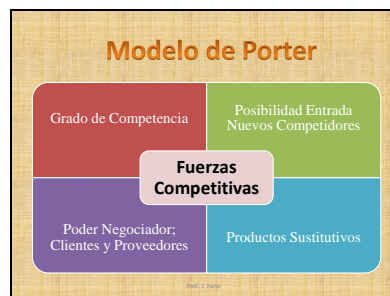 Modelo de Porter
Grado de Competencia
Posibilidad Entrada
Nuevos Competidores
Fuerzas
Competitivas
Poder Negociador;
Clientes y Proveedores
Productos Sustitutivos